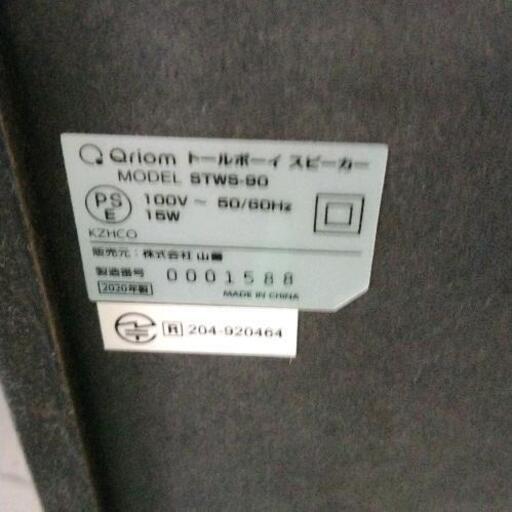 Qriom トールボーイ スピーカー
MODEL STWS-90
PS
E
100V ～ 50/60Hz
15W
KZHCO
販売元：株式会社 山善
製造番号 0001588
2020年製
MADE IN CHINA
R 204-920464